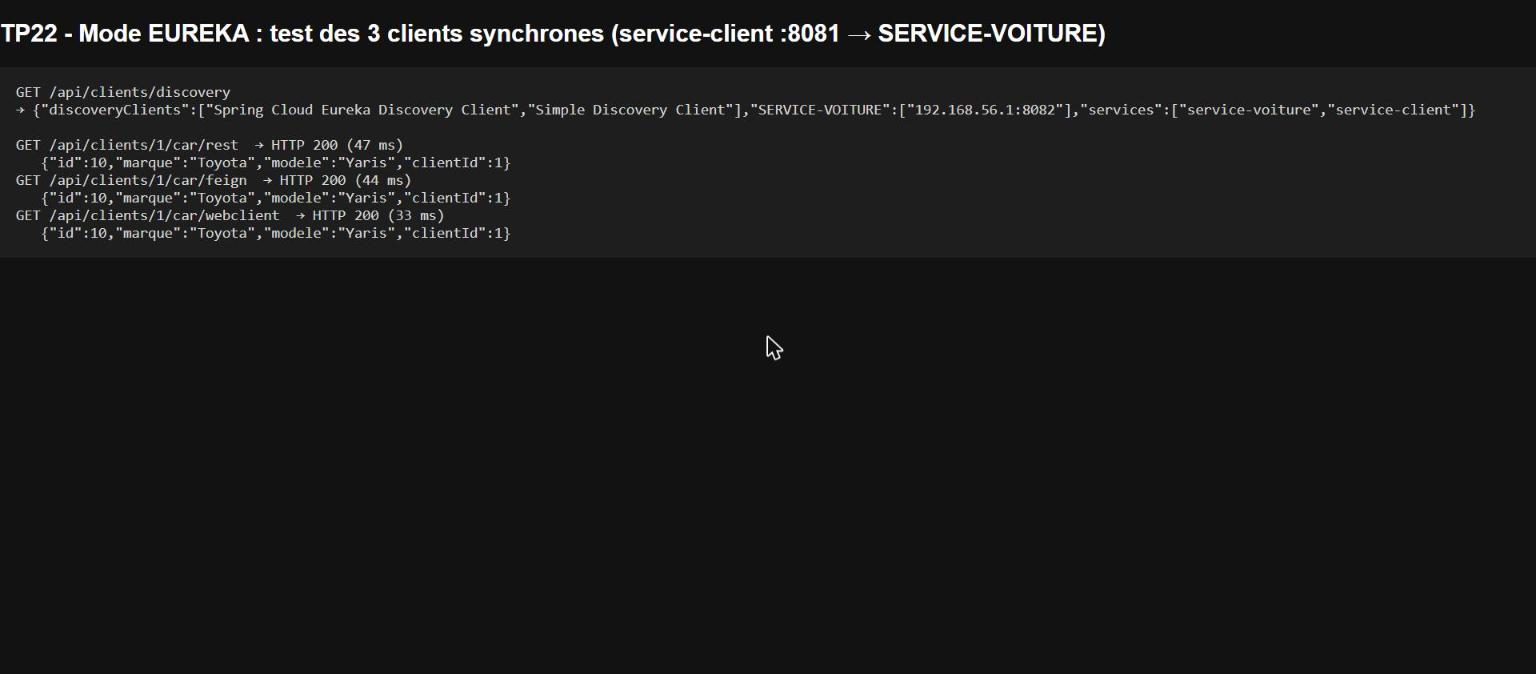 TP22 - Mode EUREKA : test des 3 clients synchrones (service-client :8081 → SERVICE-VOITURE)
GET /api/clients/discovery
→ {"discoveryClients":["Spring Cloud Eureka Discovery Client","Simple Discovery Client"],"SERVICE-VOITURE":["192.168.56.1:8082"],"services":["service-voiture","service-client"]}
GET /api/clients/1/car/rest → HTTP 200 (47 ms)
{"id":10,"marque":"Toyota","modele":"Yaris","clientId":1}
GET /api/clients/1/car/feign → HTTP 200 (44 ms)
{"id":10,"marque":"Toyota","modele":"Yaris","clientId":1}
GET /api/clients/1/car/webclient → HTTP 200 (33 ms)
{"id":10,"marque":"Toyota","modele":"Yaris","clientId":1}